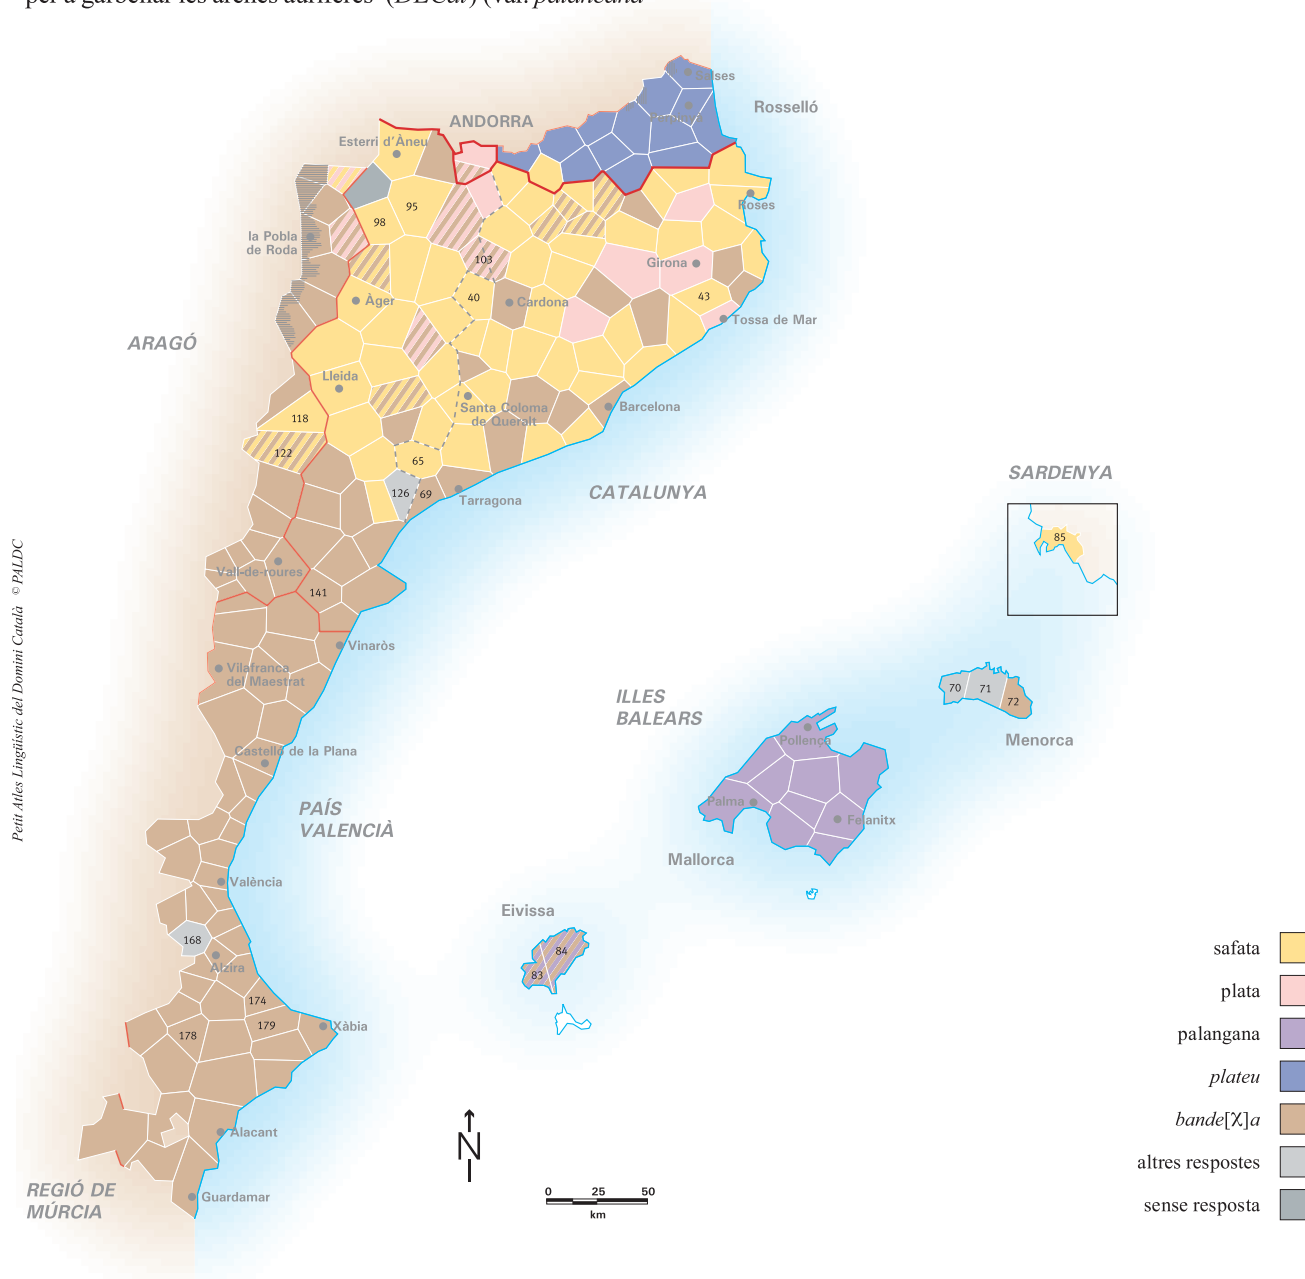 per a garbellar les arenes auríferes' (DECat) (val. palancana
Salses
Rosselló
Perpinyà
ANDORRA
Esterri d'Àneu
95
98
Roses
la Pobla
de Roda
103
Girona
40
43
Àger
Cardona
Tossa de Mar
ARAGÓ
Lleida
118
Santa Coloma
de Queralt
Barcelona
122
65
126
69
Tarragona
CATALUNYA
SARDENYA
85
Petit Atles Lingüístic del Domini Català © PALDC
Vall-de-roures
141
Vinaròs
Vilafranca
del Maestrat
ILLES
BALEARS
70
71
72
Menorca
Pollença
Castelló de la Plana
PAÍS
VALENCIÀ
Palma
Felanitx
Mallorca
València
Eivissa
168
84
83
Alzira
174
179
178
Xàbia
Alacant
N
REGIÓ DE
MÚRCIA
Guardamar
0 25 50
km
safata
plata
palangana
plateu
bande[χ]a
altres respostes
sense resposta